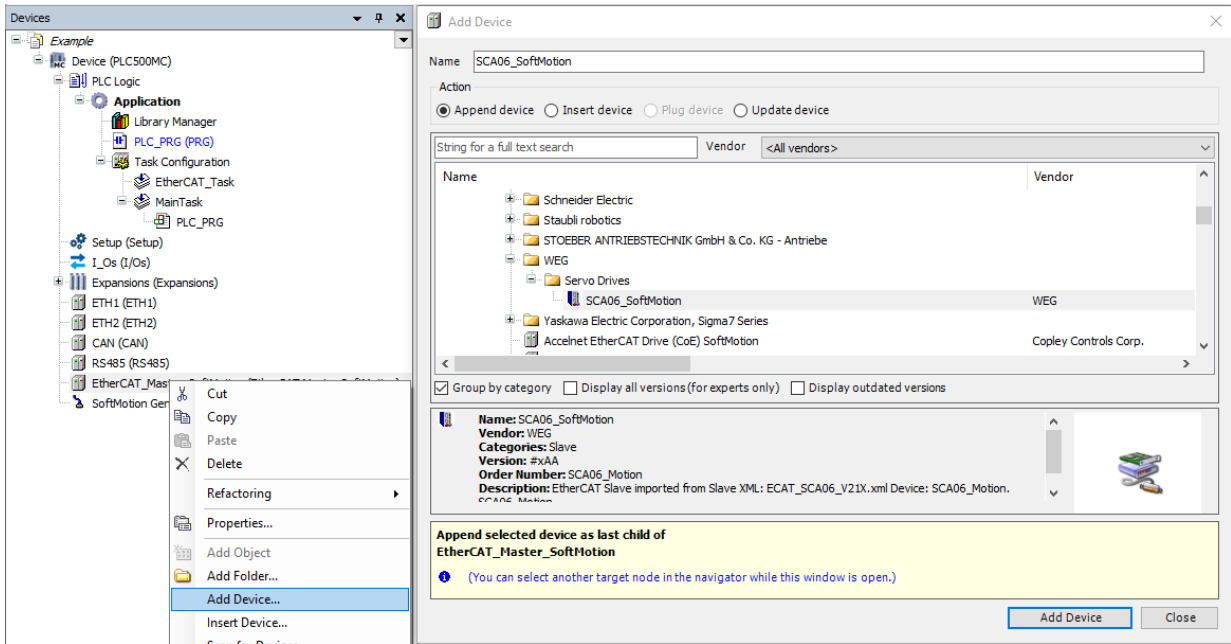 Devices
Example
Device (PLC500MC)
PLC Logic
Application
Library Manager
PLC_PRG (PRG)
Task Configuration
EtherCAT_Task
MainTask
PLC_PRG
Setup (Setup)
I_Os (I/Os)
Expansions (Expansions)
ETH1 (ETH1)
ETH2 (ETH2)
CAN (CAN)
RS485 (RS485)
SoftMotion Gen
Cut
Copy
Paste
Delete
Refactoring
Properties...
Add Object
Add Folder...
Add Device...
Insert Device...
Add Device
Name SCA06_SoftMotion
Action
Append device Insert device Plug device Update device
String for a full text search Vendor <All vendors>
Name Vendor
Schneider Electric
Staubli robotics
STOEBER ANTRIEBSTECHNIK GmbH & Co. KG - Antriebe
WEG
Servo Drives
SCA06_SoftMotion WEG
Yaskawa Electric Corporation, Sigma7 Series
Accelnet EtherCAT Drive (CoE) SoftMotion Copley Controls Corp.
Group by category Display all versions (for experts only) Display outdated versions
Name: SCA06_SoftMotion
Vendor: WEG
Categories: Slave
Version: #xAA
Order Number: SCA06_Motion
Description: EtherCAT Slave imported from Slave XML: ECAT_SCA06_V21X.xml Device: SCA06_Motion.
SCA06_Motion
Append selected device as last child of
EtherCAT_Master_SoftMotion
(You can select another target node in the navigator while this window is open.)
Add Device Close